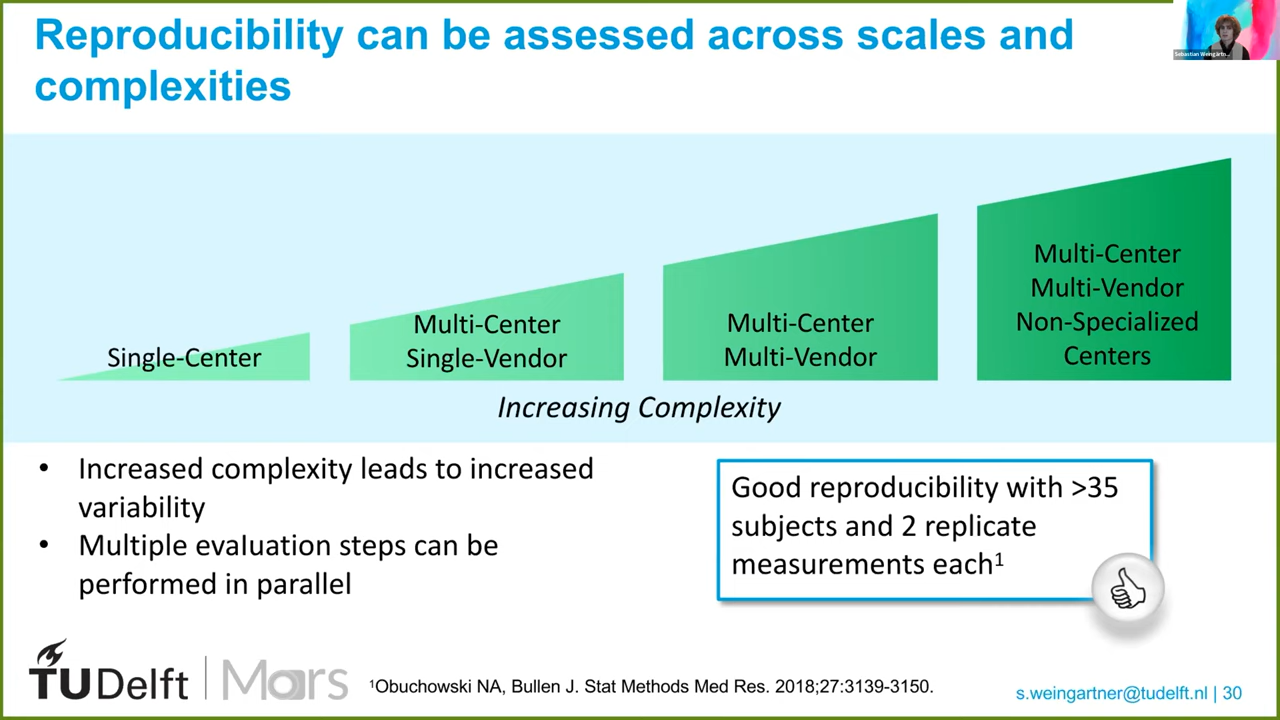 Reproducibility can be assessed across scales and
complexities
Sebastian Weingärtn...
Single-Center
Multi-Center
Single-Vendor
Multi-Center
Multi-Vendor
Multi-Center
Multi-Vendor
Non-Specialized
Centers
Increasing Complexity
• Increased complexity leads to increased
variability
• Multiple evaluation steps can be
performed in parallel
Good reproducibility with >35
subjects and 2 replicate
measurements each¹
TUDelft | Mars
¹Obuchowski NA, Bullen J. Stat Methods Med Res. 2018;27:3139-3150.
s.weingartner@tudelft.nl | 30